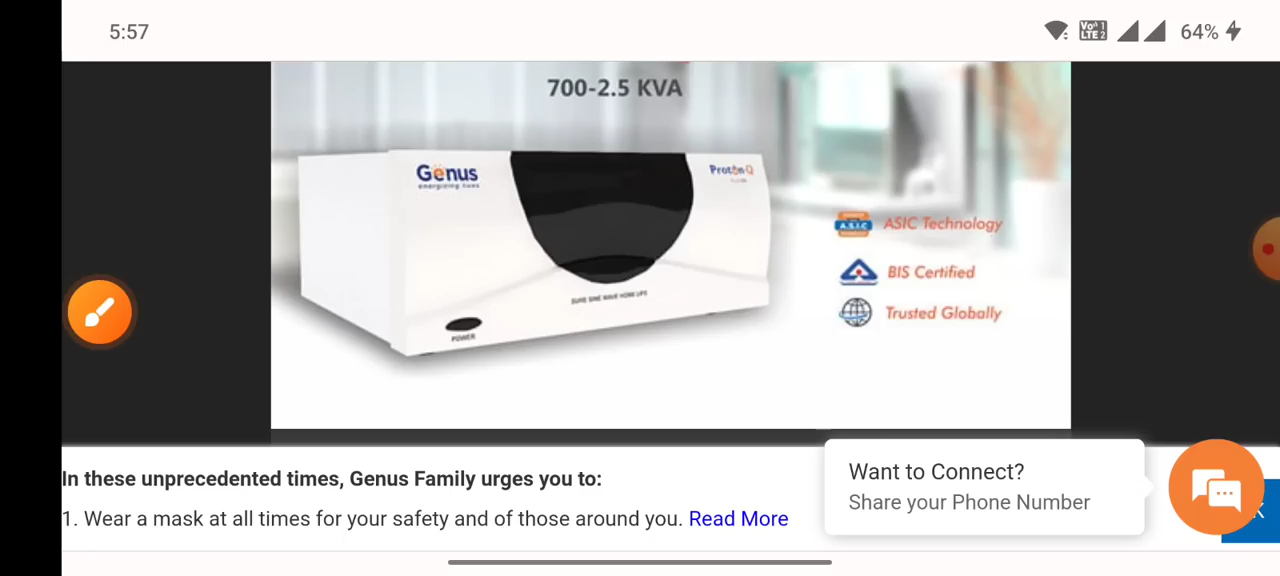 5:57
64%
700-2.5 KVA
Genus
energizing lives
Proton Q
ASIC Technology
A.S.I.C
BIS Certified
Trusted Globally
POWER
In these unprecedented times, Genus Family urges you to:
1. Wear a mask at all times for your safety and of those around you. Read More
Want to Connect?
Share your Phone Number